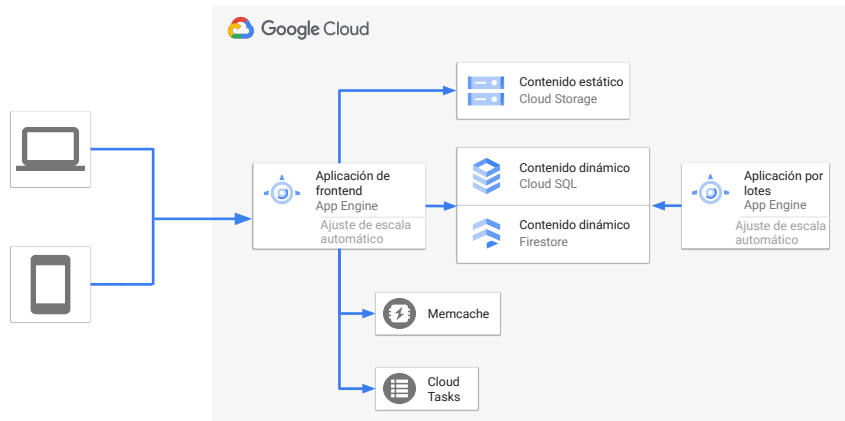 Google Cloud
Contenido estático
Cloud Storage
Aplicación de
frontend
App Engine
Ajuste de escala
automático
Contenido dinámico
Cloud SQL
Contenido dinámico
Firestore
Aplicación por
lotes
App Engine
Ajuste de escala
automático
Memcache
Cloud
Tasks